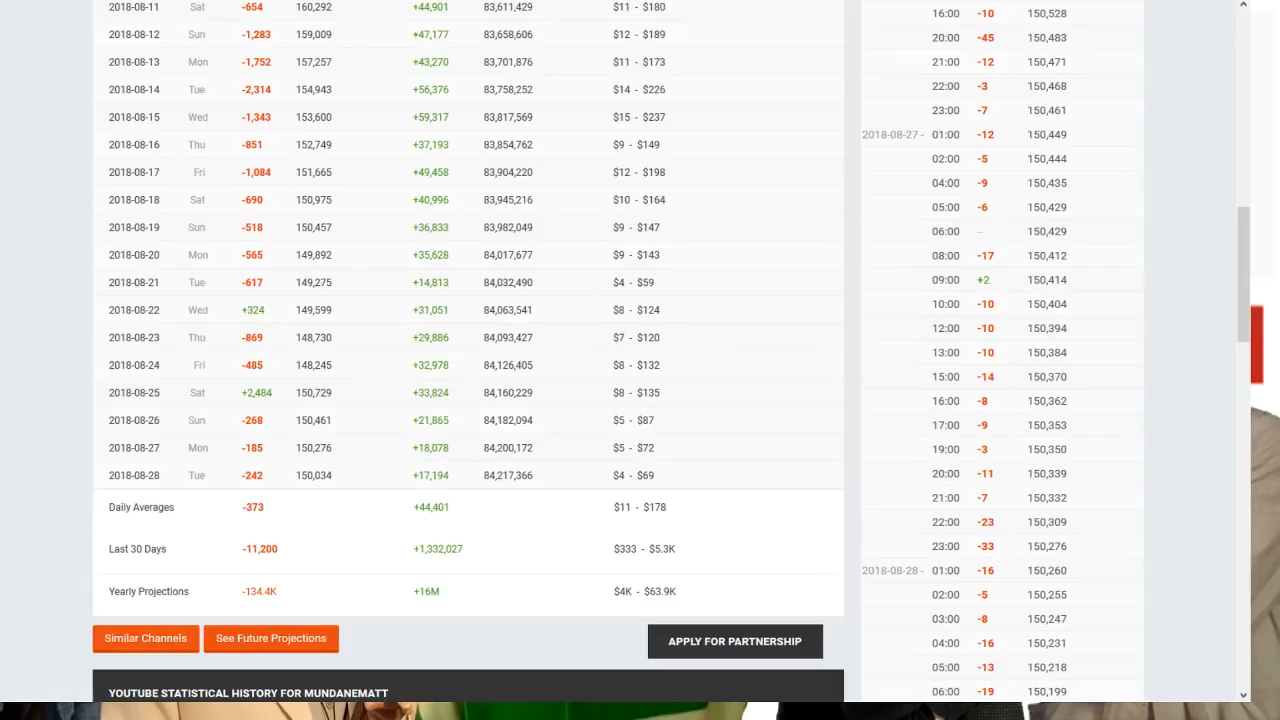 2018-08-11 Sat -654 160,292 +44,901 83,611,429 $11 - $180
2018-08-12 Sun -1,283 159,009 +47,177 83,658,606 $12 - $189
2018-08-13 Mon -1,752 157,257 +43,270 83,701,876 $11 - $173
2018-08-14 Tue -2,314 154,943 +56,376 83,758,252 $14 - $226
2018-08-15 Wed -1,343 153,600 +59,317 83,817,569 $15 - $237
2018-08-16 Thu -851 152,749 +37,193 83,854,762 $9 - $149
2018-08-17 Fri -1,084 151,665 +49,458 83,904,220 $12 - $198
2018-08-18 Sat -690 150,975 +40,996 83,945,216 $10 - $164
2018-08-19 Sun -518 150,457 +36,833 83,982,049 $9 - $147
2018-08-20 Mon -565 149,892 +35,628 84,017,677 $9 - $143
2018-08-21 Tue -617 149,275 +14,813 84,032,490 $4 - $59
2018-08-22 Wed +324 149,599 +31,051 84,063,541 $8 - $124
2018-08-23 Thu -869 148,730 +29,886 84,093,427 $7 - $120
2018-08-24 Fri -485 148,245 +32,978 84,126,405 $8 - $132
2018-08-25 Sat +2,484 150,729 +33,824 84,160,229 $8 - $135
2018-08-26 Sun -268 150,461 +21,865 84,182,094 $5 - $87
2018-08-27 Mon -185 150,276 +18,078 84,200,172 $5 - $72
2018-08-28 Tue -242 150,034 +17,194 84,217,366 $4 - $69
Daily Averages -373 +44,401 $11 - $178
Last 30 Days -11,200 +1,332,027 $333 - $5.3K
Yearly Projections -134.4K +16M $4K - $63.9K
Similar Channels See Future Projections APPLY FOR PARTNERSHIP
YOUTUBE STATISTICAL HISTORY FOR MUNDANEMATT
16:00 -10 150,528
20:00 -45 150,483
21:00 -12 150,471
22:00 -3 150,468
23:00 -7 150,461
2018-08-27 - 01:00 -12 150,449
02:00 -5 150,444
04:00 -9 150,435
05:00 -6 150,429
06:00 -- 150,429
08:00 -17 150,412
09:00 +2 150,414
10:00 -10 150,404
12:00 -10 150,394
13:00 -10 150,384
15:00 -14 150,370
16:00 -8 150,362
17:00 -9 150,353
19:00 -3 150,350
20:00 -11 150,339
21:00 -7 150,332
22:00 -23 150,309
23:00 -33 150,276
2018-08-28 - 01:00 -16 150,260
02:00 -5 150,255
03:00 -8 150,247
04:00 -16 150,231
05:00 -13 150,218
06:00 -19 150,199